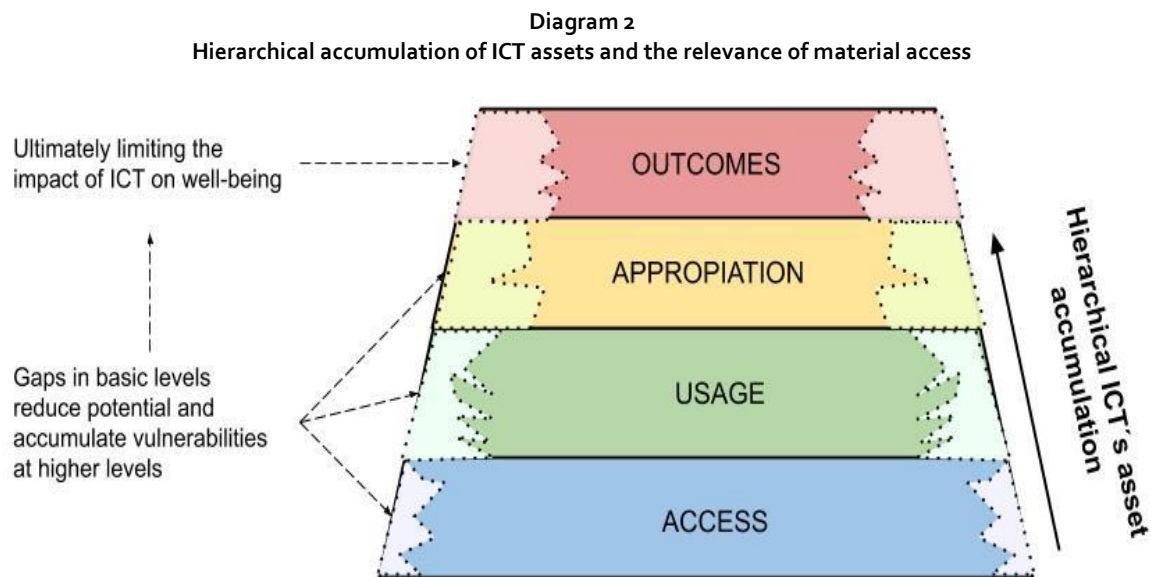 Diagram 2
Hierarchical accumulation of ICT assets and the relevance of material access
Ultimately limiting the
impact of ICT on well-being
OUTCOMES
APPROPIATION
Gaps in basic levels
reduce potential and
accumulate vulnerabilities
at higher levels
USAGE
ACCESS
Hierarchical ICT´s asset
accumulation